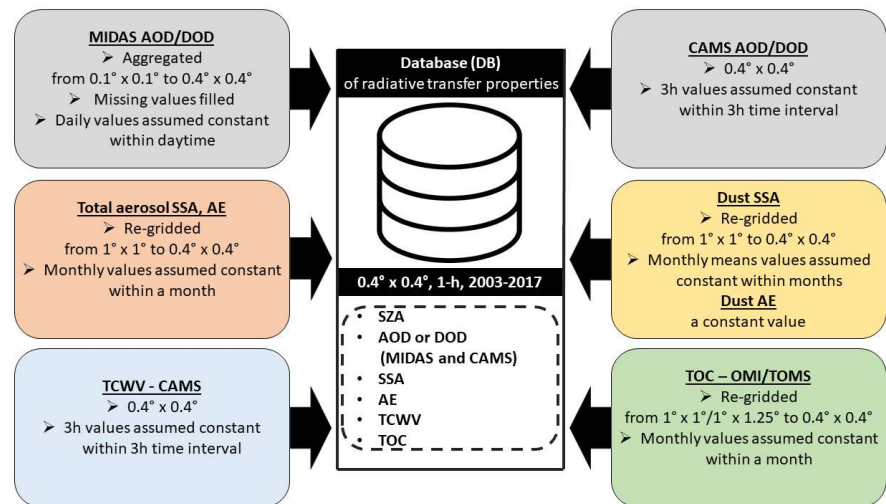 MIDAS AOD/DOD
➢ Aggregated
from 0.1° x 0.1° to 0.4° x 0.4°
➢ Missing values filled
➢ Daily values assumed constant
within daytime
Total aerosol SSA, AE
➢ Re-gridded
from 1° x 1° to 0.4° x 0.4°
➢ Monthly values assumed constant
within a month
TCWV - CAMS
➢ 0.4° x 0.4°
➢ 3h values assumed constant
within 3h time interval
Database (DB)
of radiative transfer properties
0.4° x 0.4°, 1-h, 2003-2017
• SZA
• AOD or DOD
(MIDAS and CAMS)
• SSA
• AE
• TCWV
• TOC
CAMS AOD/DOD
➢ 0.4° x 0.4°
➢ 3h values assumed constant
within 3h time interval
Dust SSA
➢ Re-gridded
from 1° x 1° to 0.4° x 0.4°
➢ Monthly means values assumed
constant within months
Dust AE
a constant value
TOC – OMI/TOMS
➢ Re-gridded
from 1° x 1°/1° x 1.25° to 0.4° x 0.4°
➢ Monthly values assumed constant
within a month